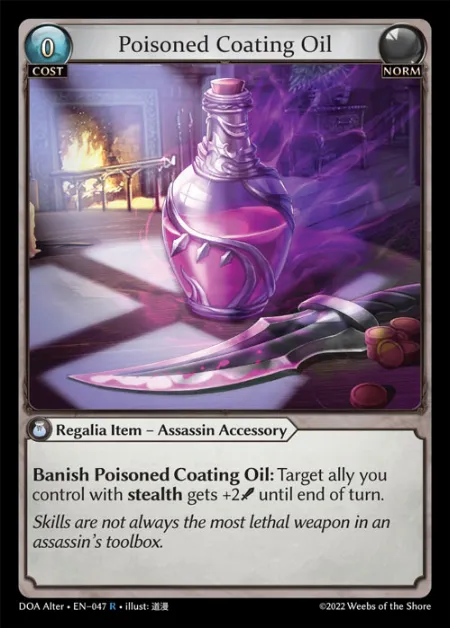 0
Poisoned Coating Oil
COST
NORM
Regalia Item – Assassin Accessory
Banish Poisoned Coating Oil: Target ally you
control with stealth gets +2 until end of turn.
Skills are not always the most lethal weapon in an
assassin's toolbox.
DOA Alter • EN-047 R • illust: 道漫
©2022 Weebs of the Shore